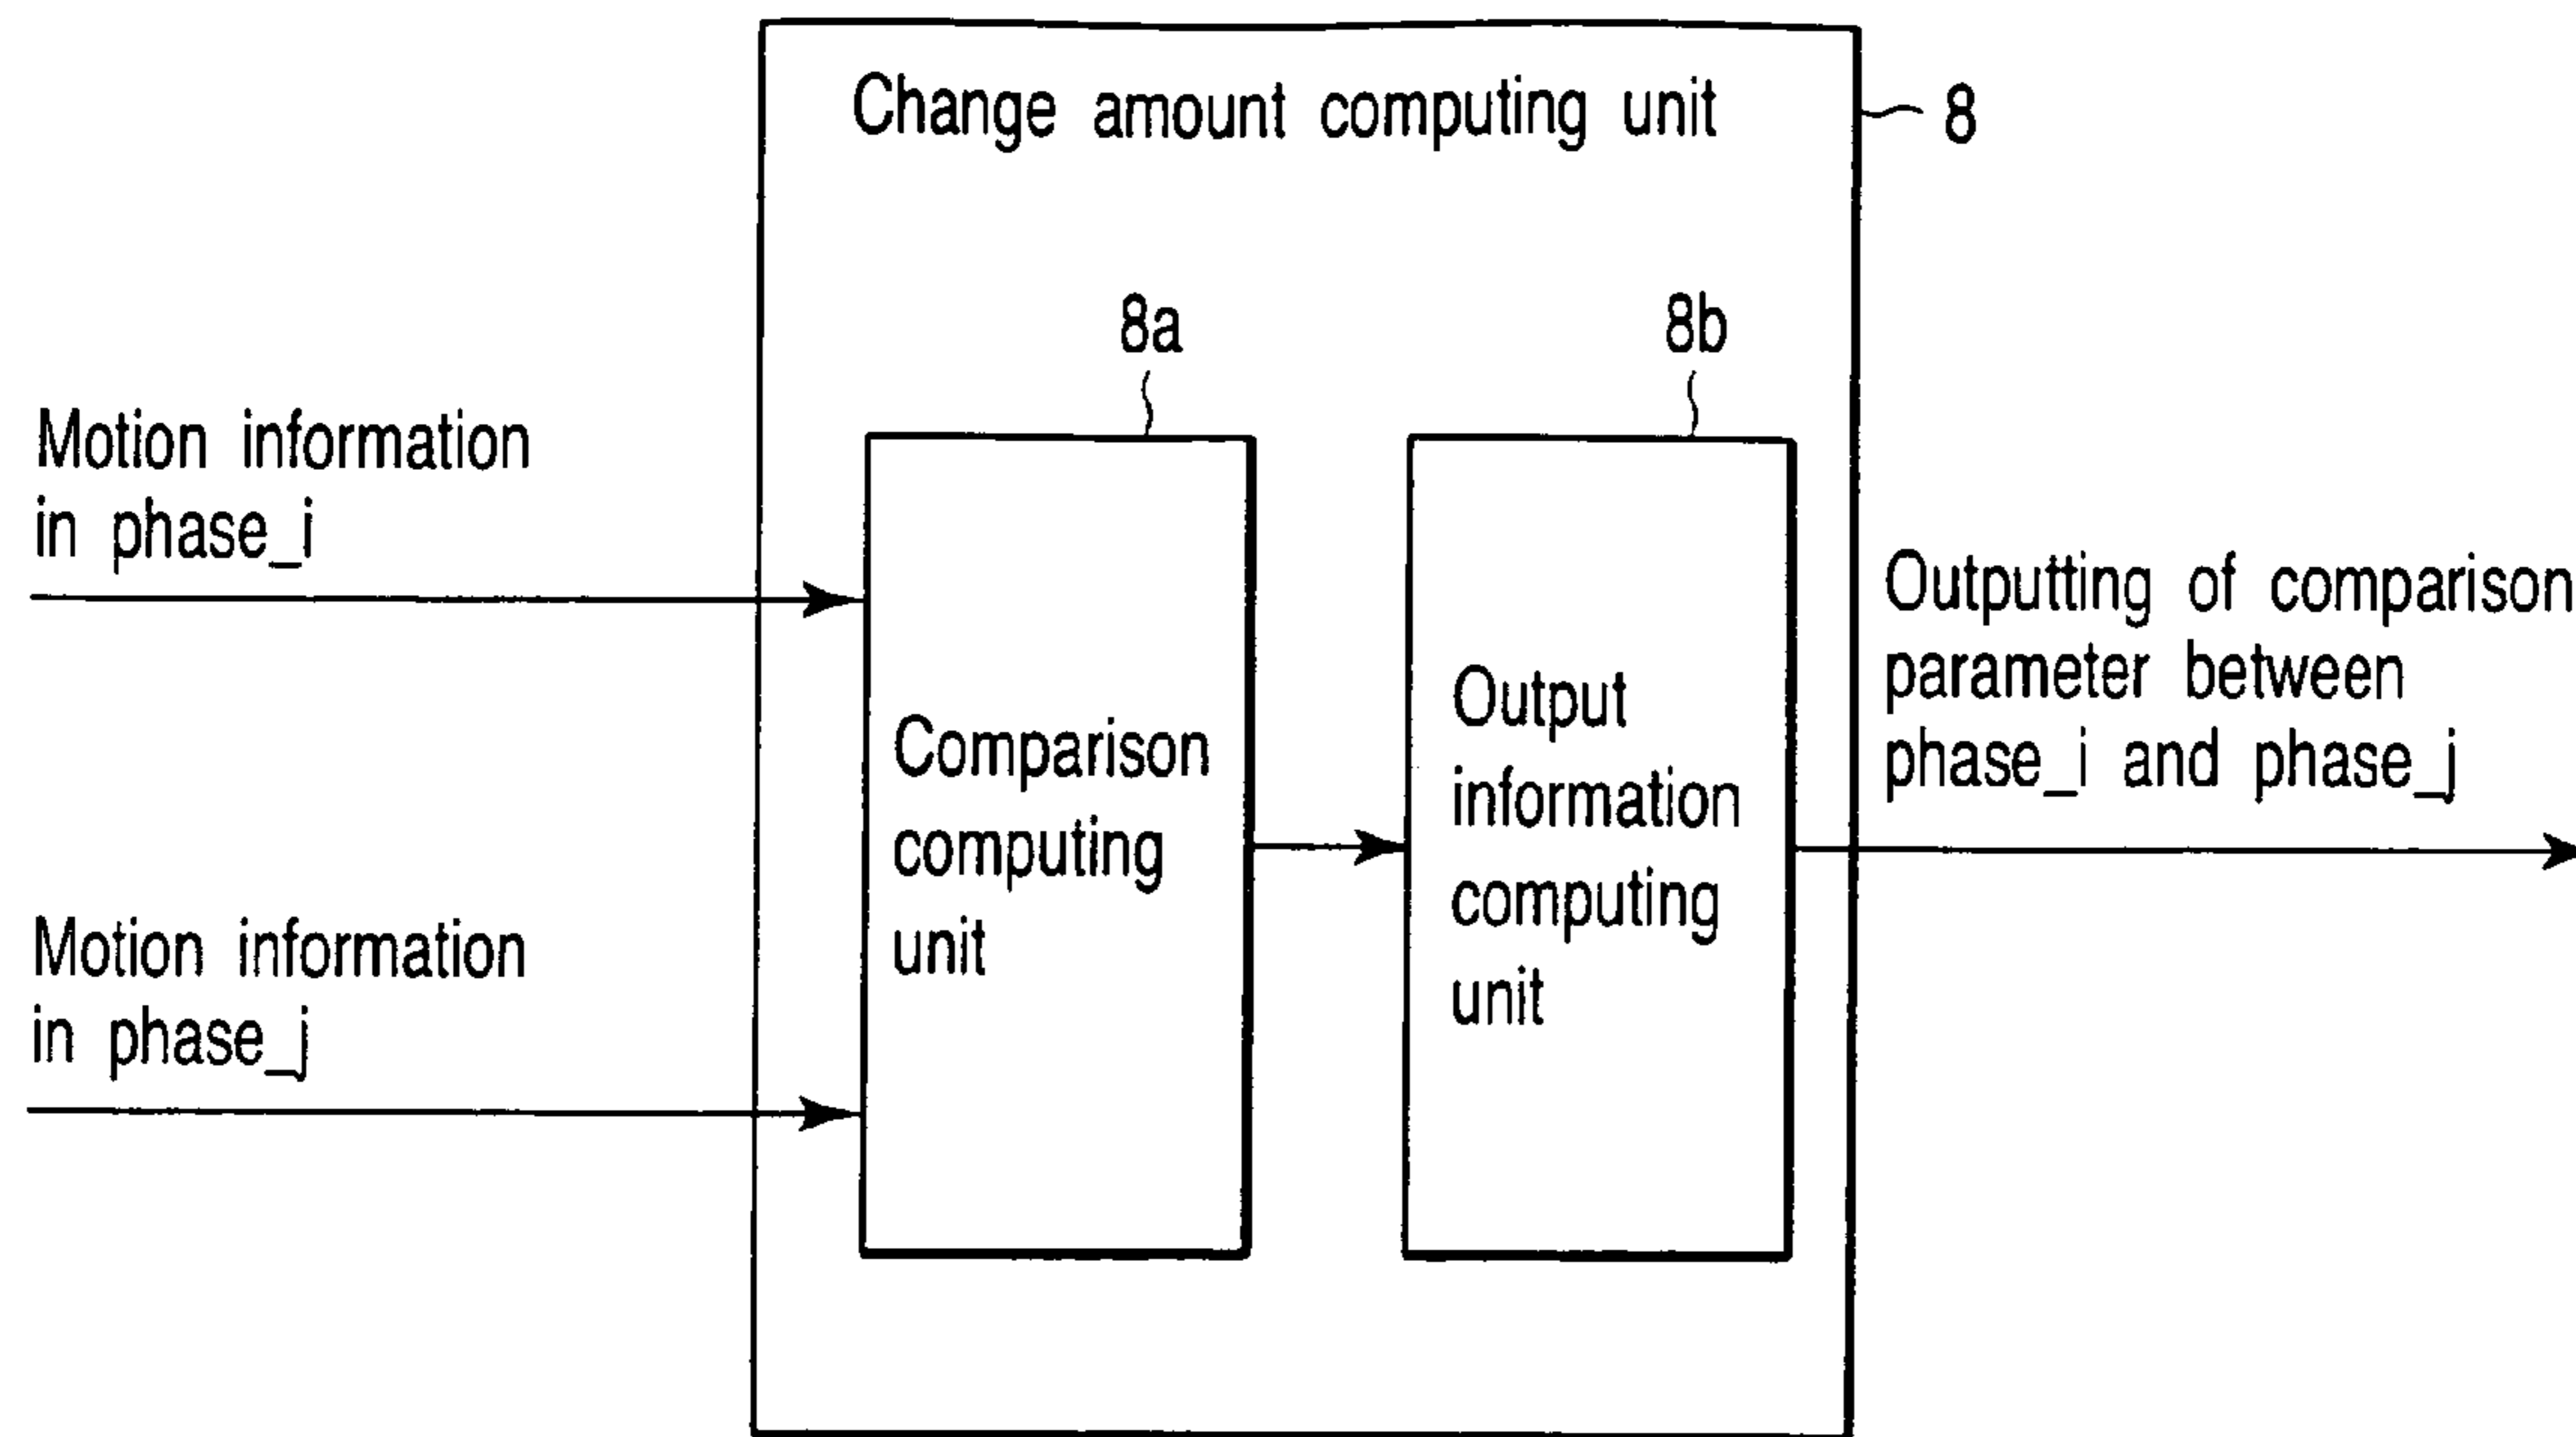 Change amount computing unit
8
8a
8b
Motion information
in phase_i
Motion information
in phase_j
Comparison
computing
unit
Output
information
computing
unit
Outputting of comparison
parameter between
phase_i and phase_j